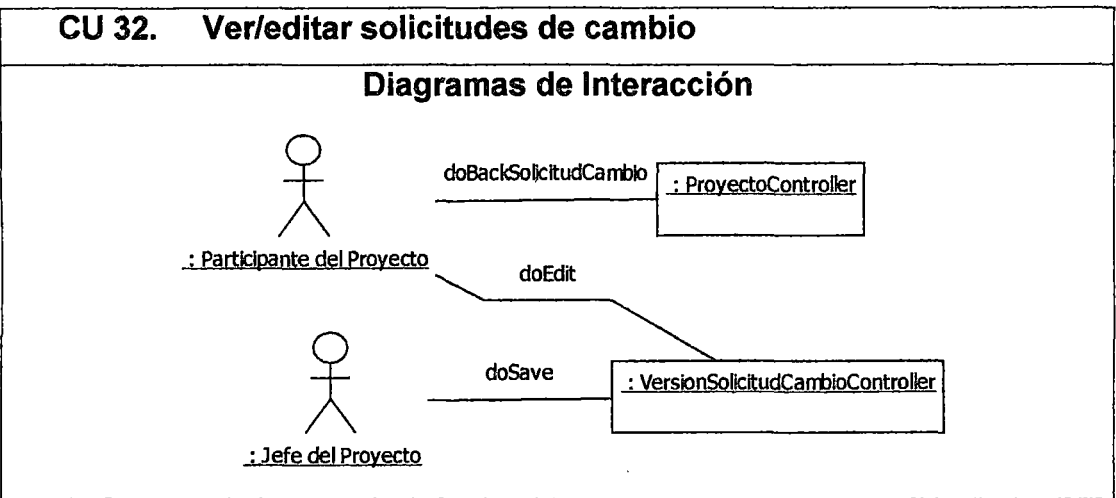 CU 32. Ver/editar solicitudes de cambio
Diagramas de Interacción
doBackSolicitudCambio
: ProyectoController
: Participante del Proyecto
doEdit
doSave
: VersionSolicitudCambioController
: Jefe del Proyecto